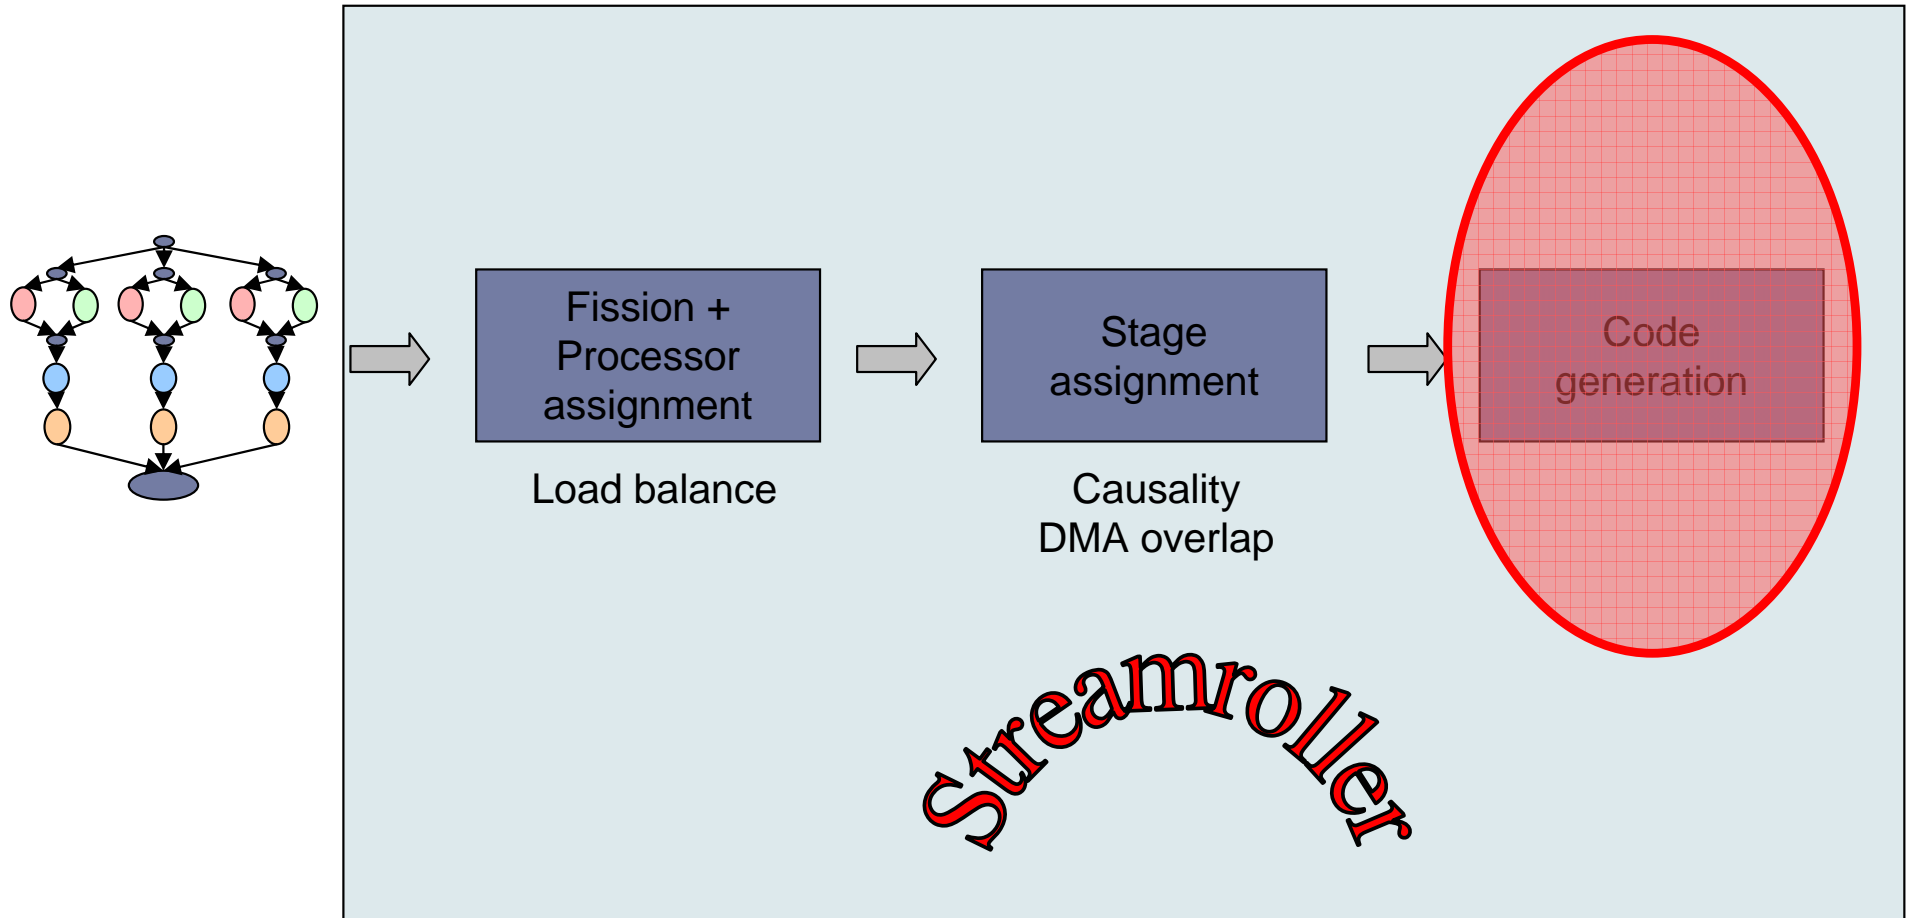 Fission +
Processor
assignment
Load balance
Stage
assignment
Causality
DMA overlap
Code
generation
Streamroller